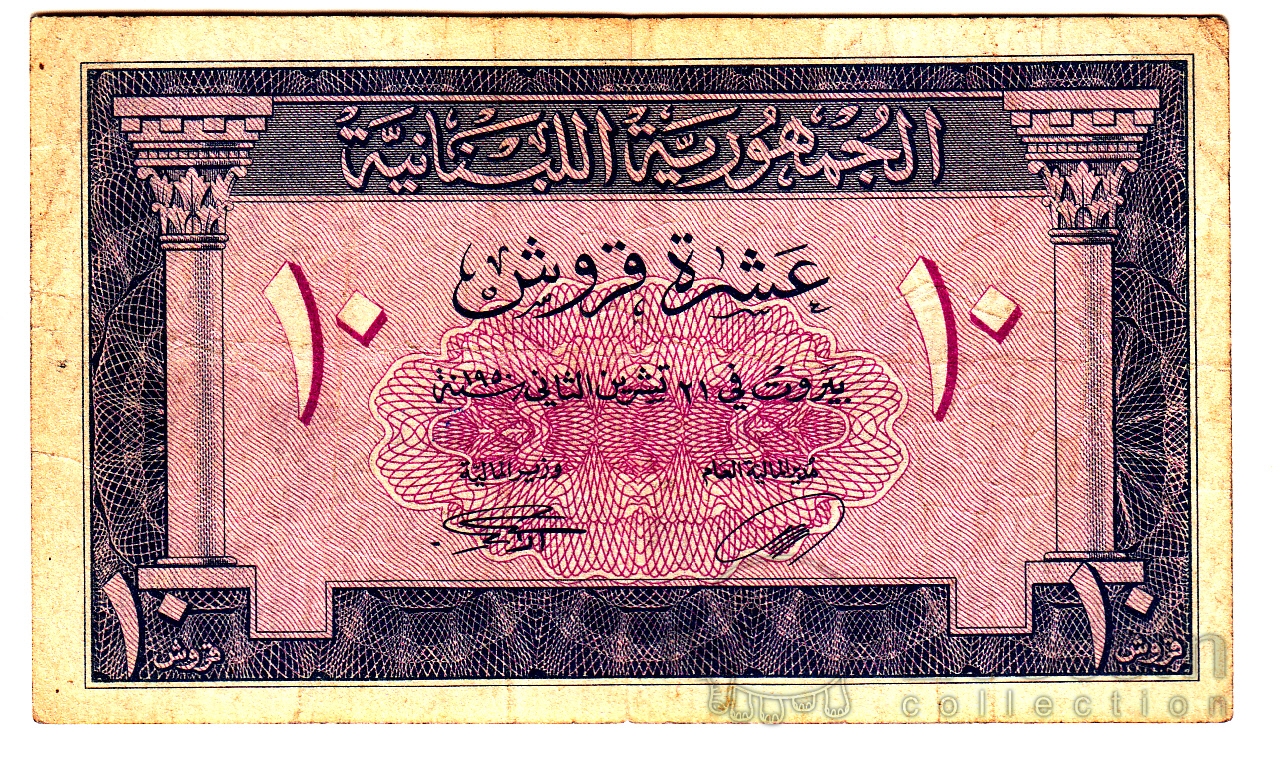 الجمهورية اللبنانية
عشرة قروش
١٠ ١٠
بيروت في ٢١ تشرين الثاني سنة ١٩٥٠
مدير المالية العام وزير المالية
١٠ قروش ١٠ قروش
collection